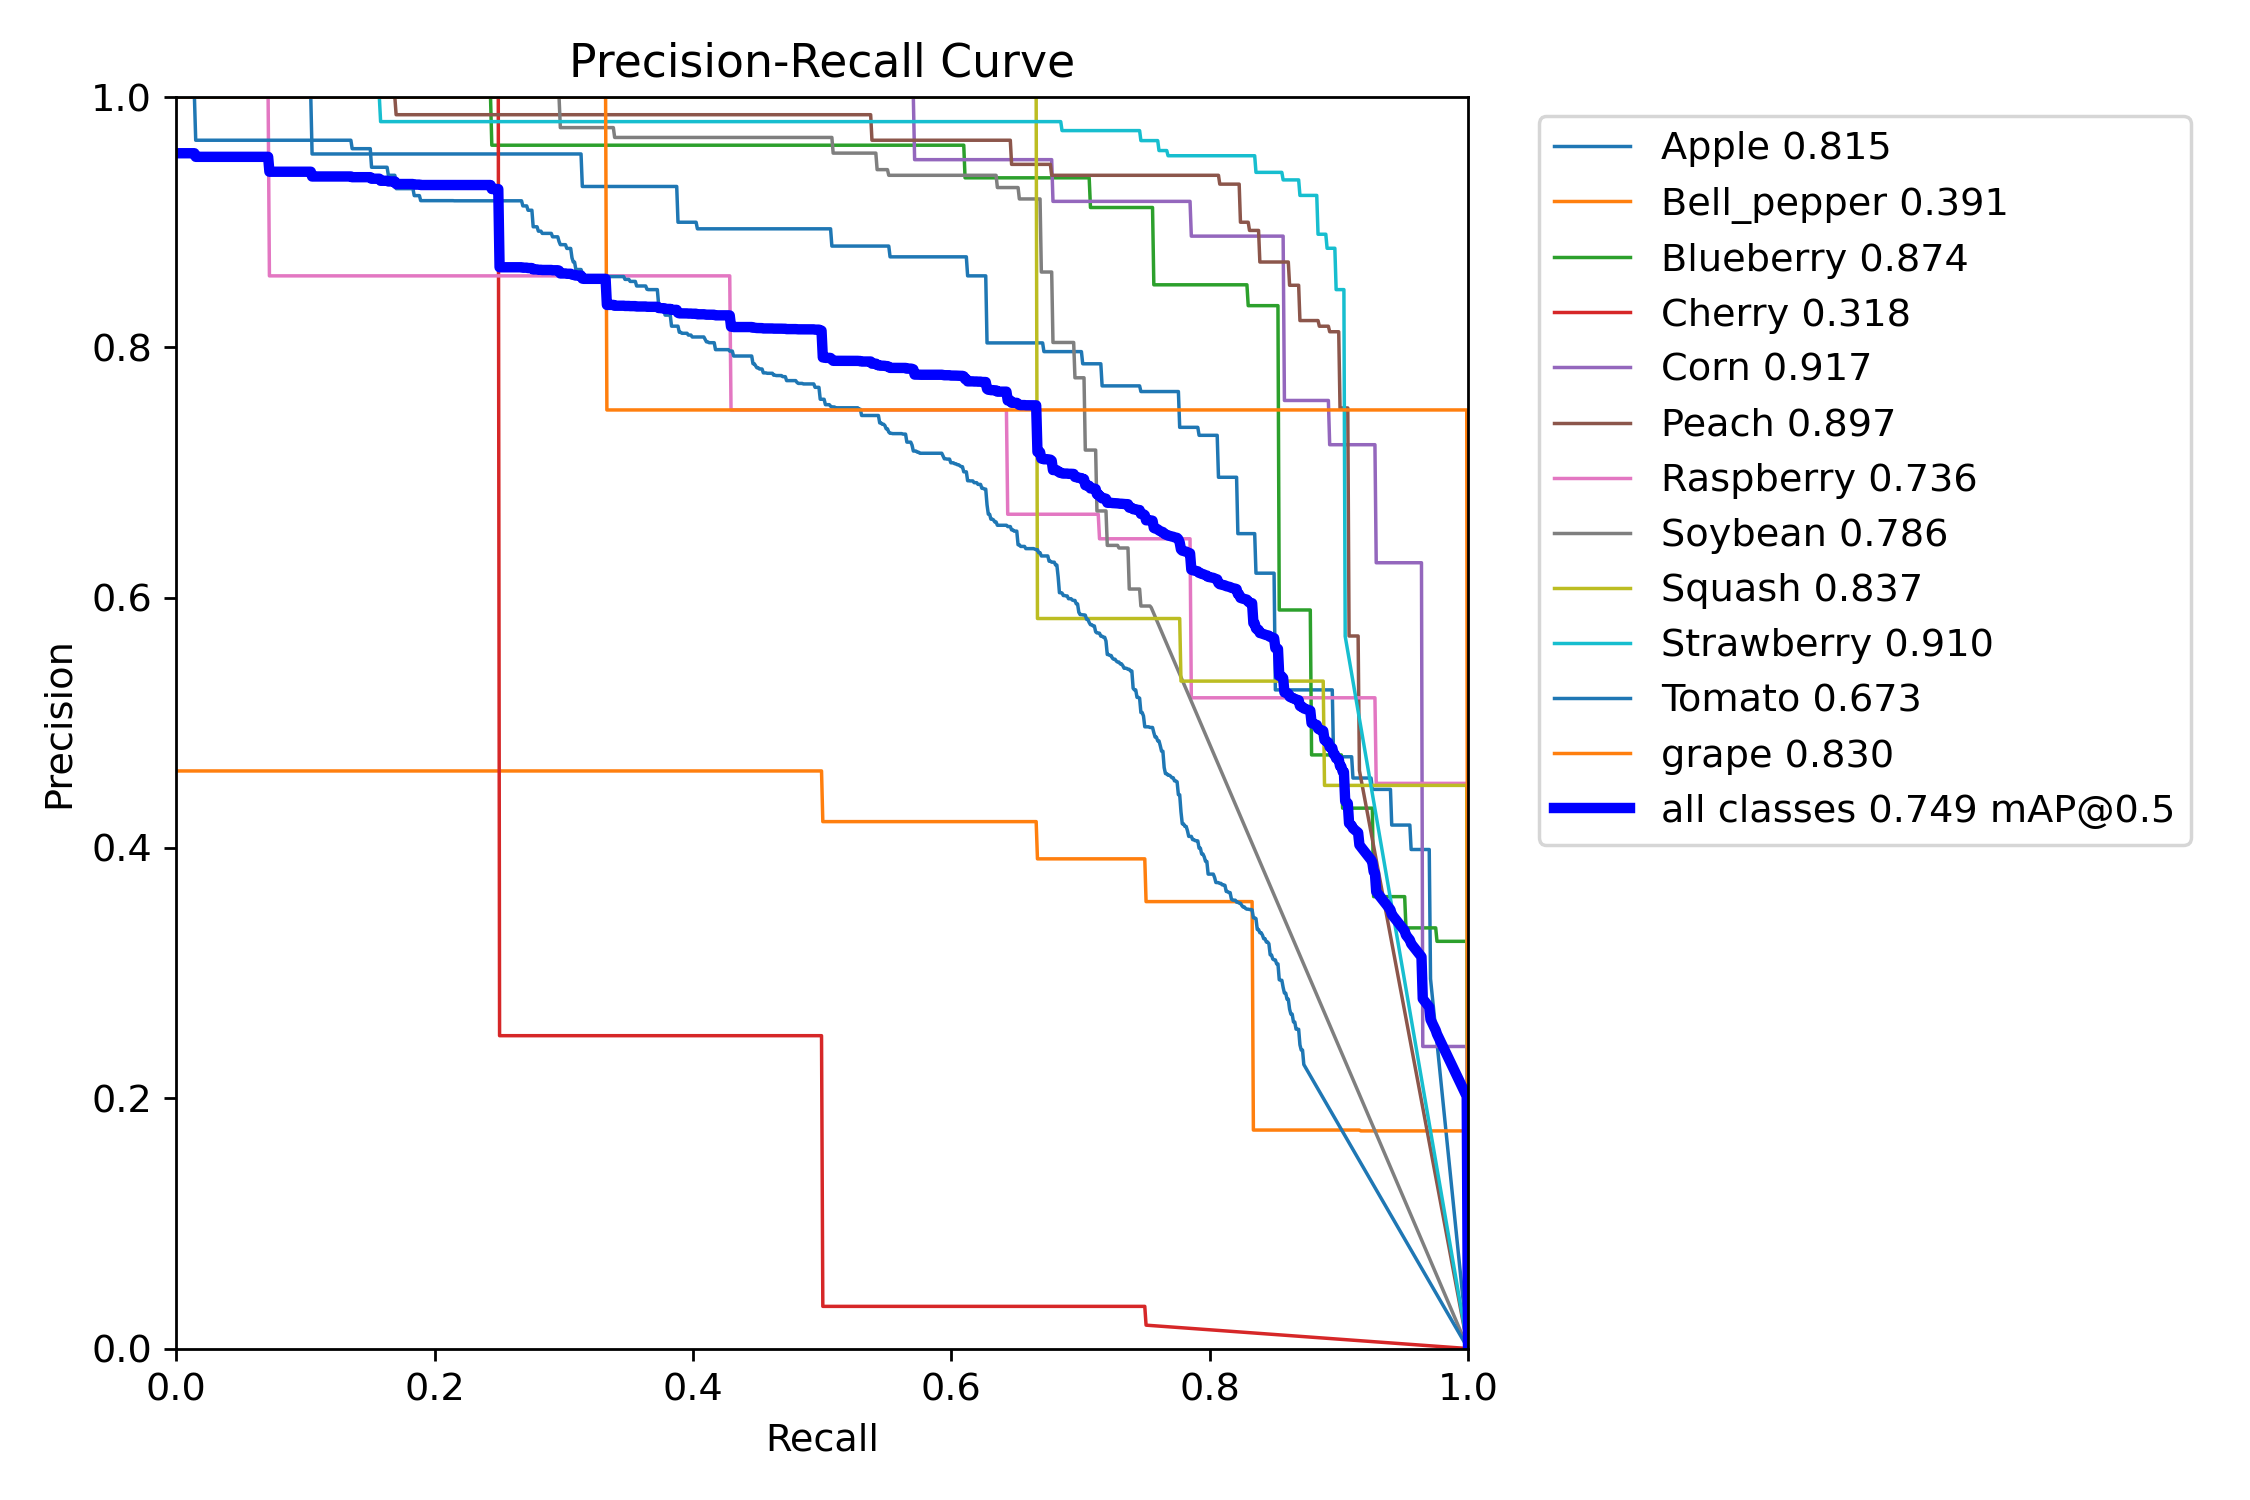 Precision-Recall Curve
1.0
0.8
0.6
0.4
0.2
0.0
Precision
0.0 0.2 0.4 0.6 0.8 1.0
Recall
Apple 0.815
Bell_pepper 0.391
Blueberry 0.874
Cherry 0.318
Corn 0.917
Peach 0.897
Raspberry 0.736
Soybean 0.786
Squash 0.837
Strawberry 0.910
Tomato 0.673
grape 0.830
all classes 0.749 mAP@0.5